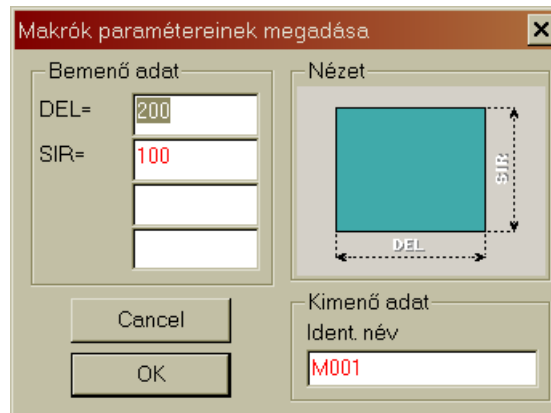 Makrók paramétereinek megadása
Bemenő adat
DEL=
200
SIR=
100
Cancel
OK
Nézet
SIR
DEL
Kimenő adat
Ident. név
M001